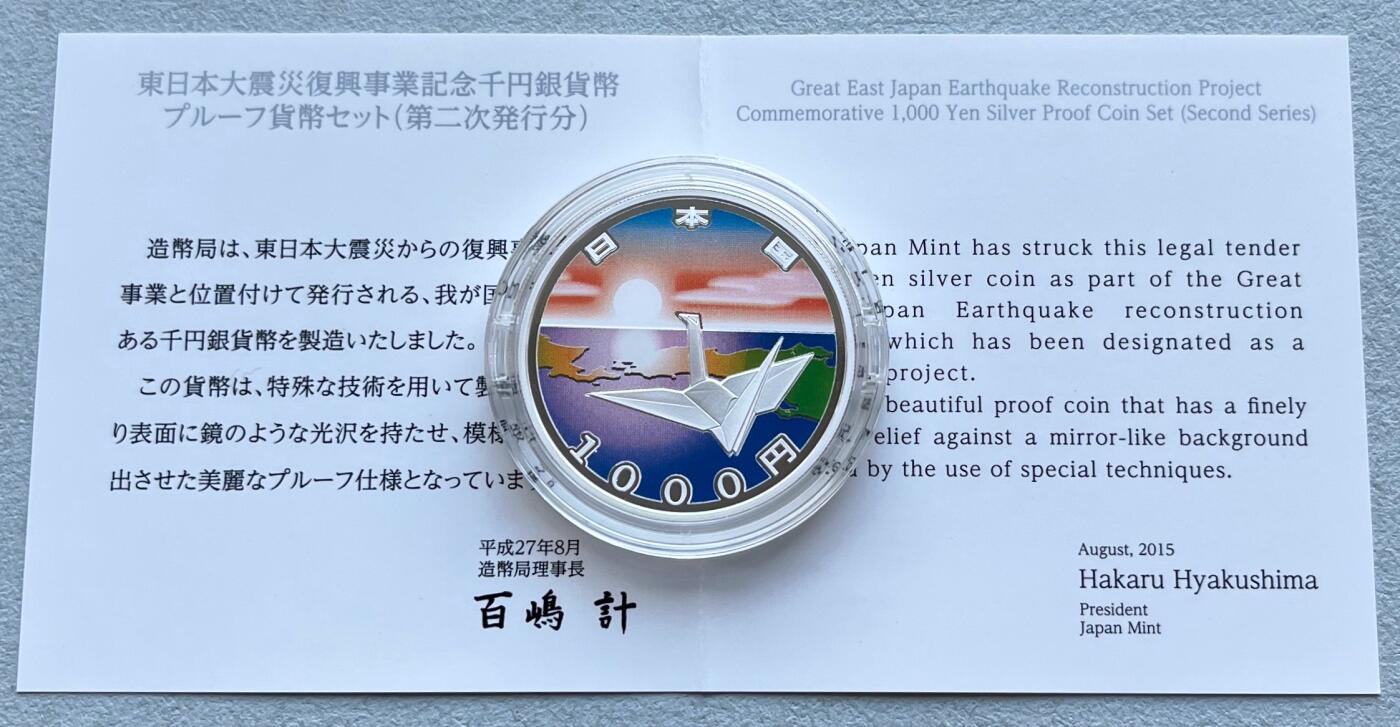 東日本大震災復興事業記念千円銀貨幣
プルーフ貨幣セット(第二次発行分)
造幣局は、東日本大震災からの復興事
事業と位置付けて発行される、我が国
ある千円銀貨幣を製造いたしました。
この貨幣は、特殊な技術を用いて製
り表面に鏡のような光沢を持たせ、模様
出させた美麗なプルーフ仕様となっていま
平成27年8月
造幣局理事長
百嶋 計
日本国
1000円
Great East Japan Earthquake Reconstruction Project
Commemorative 1,000 Yen Silver Proof Coin Set (Second Series)
Japan Mint has struck this legal tender
silver coin as part of the Great
Earthquake reconstruction
which has been designated as a
project.
beautiful proof coin that has a finely
against a mirror-like background
by the use of special techniques.
August, 2015
Hakaru Hyakushima
President
Japan Mint